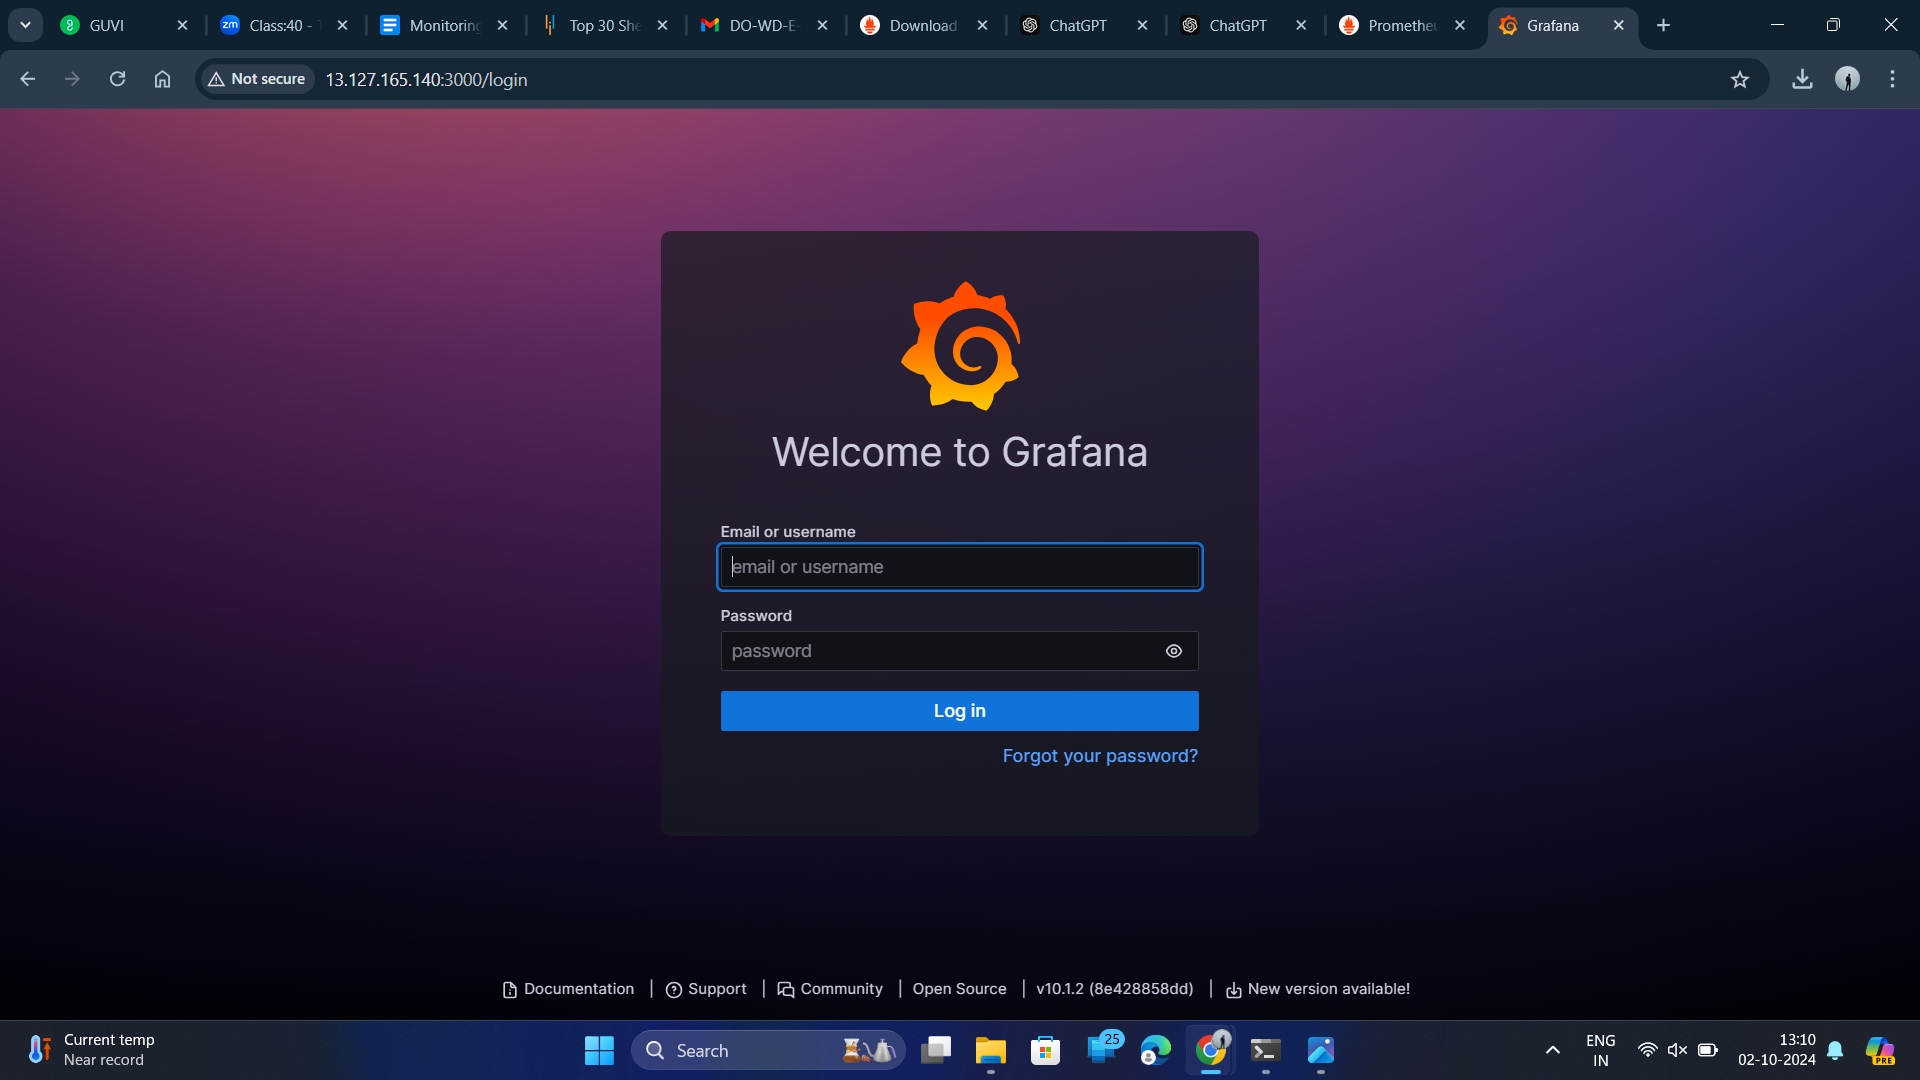 GUVI
Class:40 -
Monitoring
Top 30 She
DO-WD-E-
Download
ChatGPT
ChatGPT
Prometheu
Grafana
Not secure
13.127.165.140:3000/login
Welcome to Grafana
Email or username
email or username
Password
password
Log in
Forgot your password?
Documentation | Support | Community | Open Source | v10.1.2 (8e428858dd) | New version available!
Current temp
Near record
Search
25
ENG
IN
13:10
02-10-2024
PRE